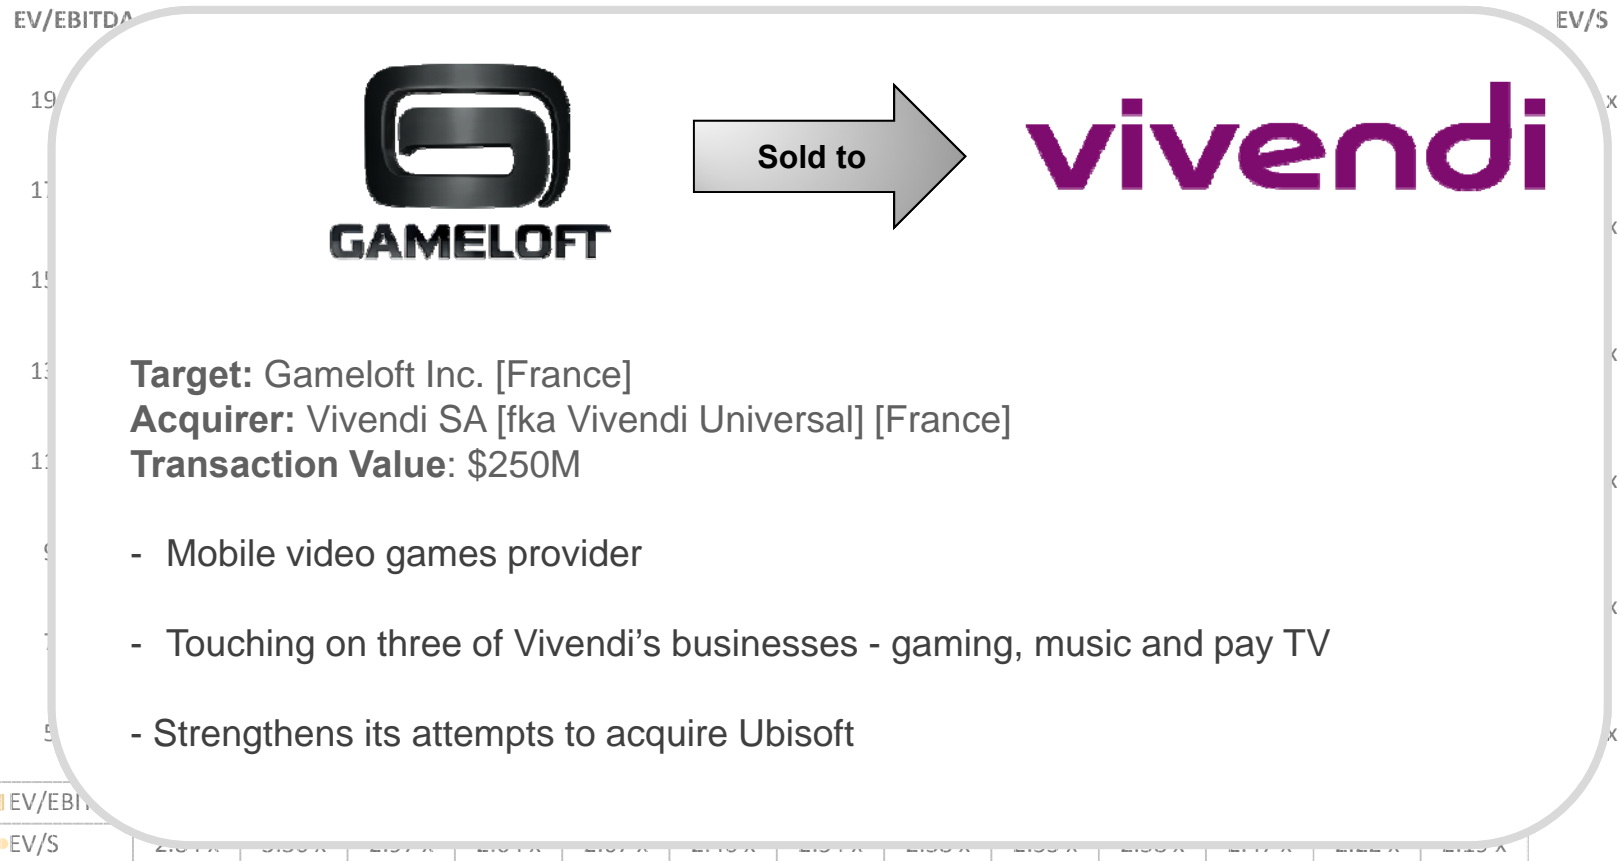 EV/EBITDA
EV/S
GAMELOFT
Sold to
vivendi
Target: Gameloft Inc. [France]
Acquirer: Vivendi SA [fka Vivendi Universal] [France]
Transaction Value: $250M
- Mobile video games provider
- Touching on three of Vivendi's businesses - gaming, music and pay TV
- Strengthens its attempts to acquire Ubisoft
EV/S